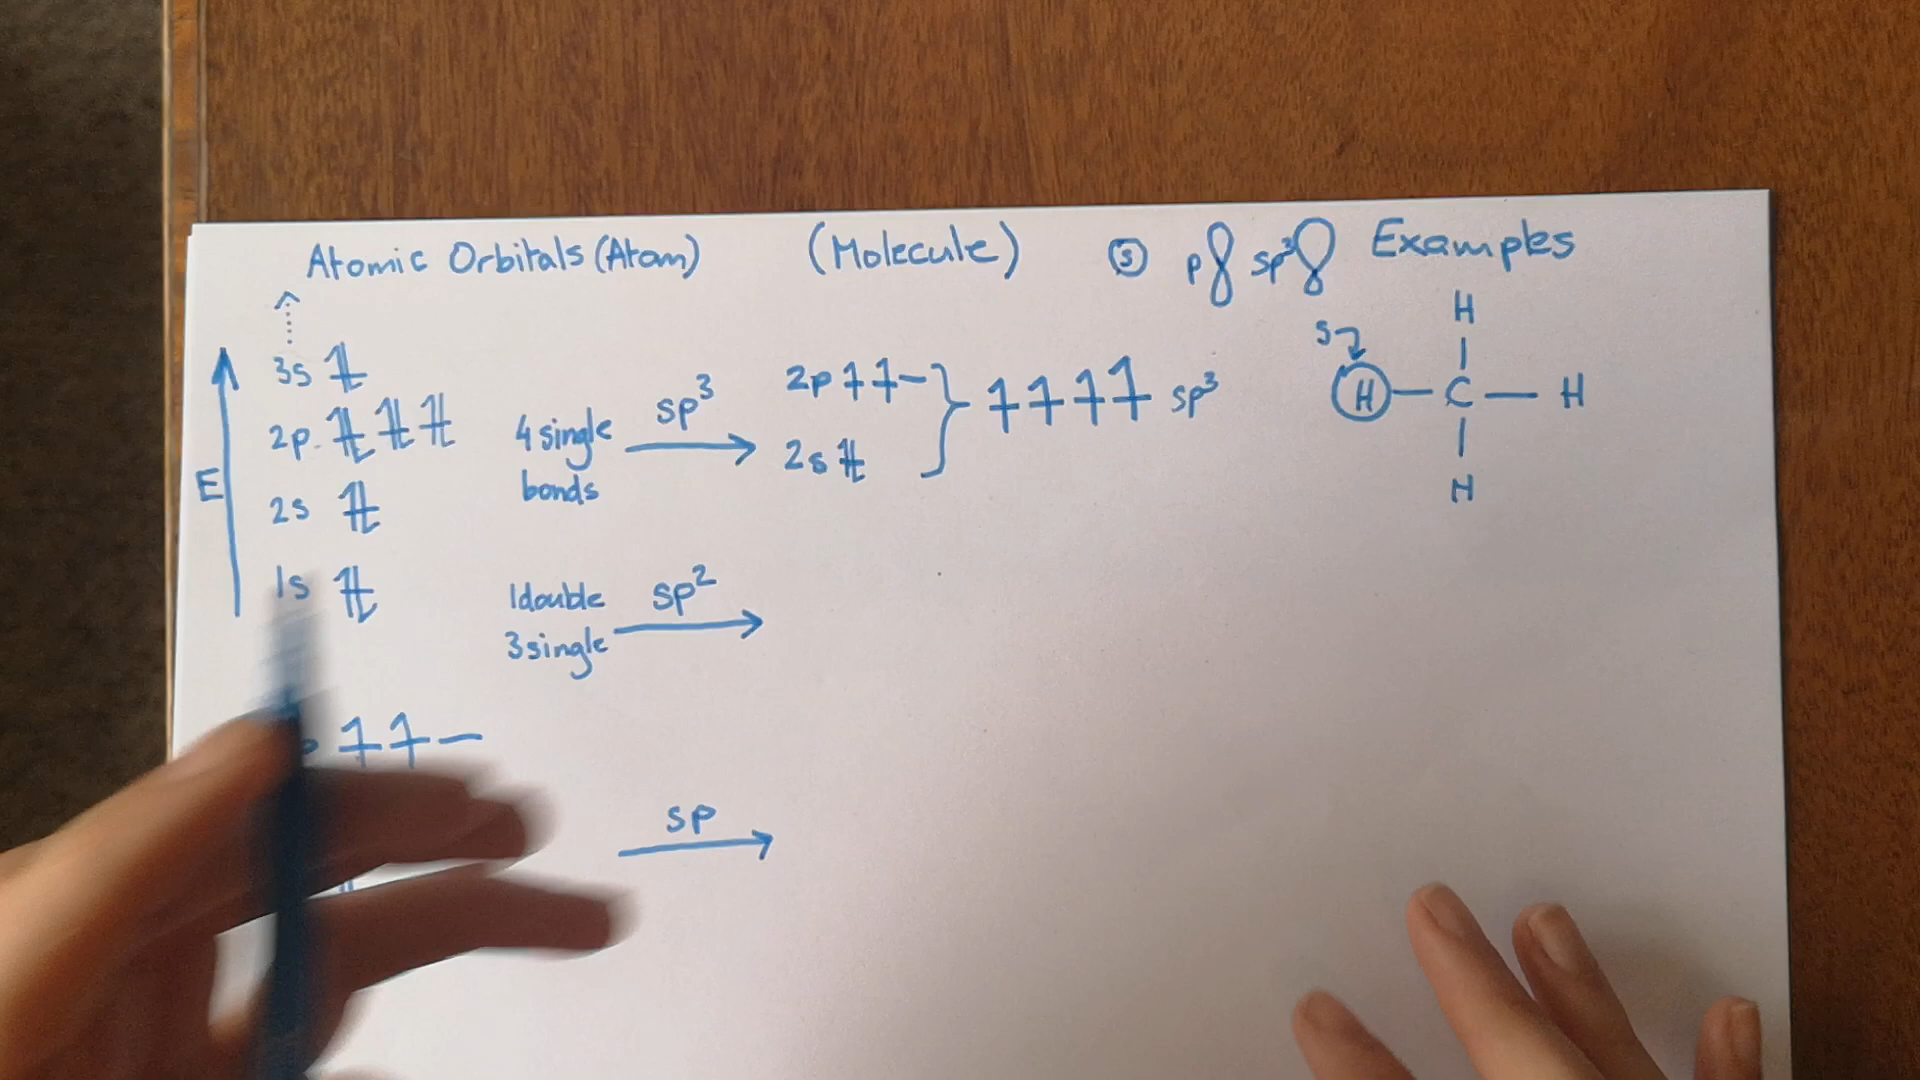 Atomic Orbitals (Atom) (Molecule) s p sp³ Examples
3s
2p
2s
1s
E
4 single
bonds
sp³
2p
2s
sp³
s
H
H — C — H
H
1double
3single
sp²
sp